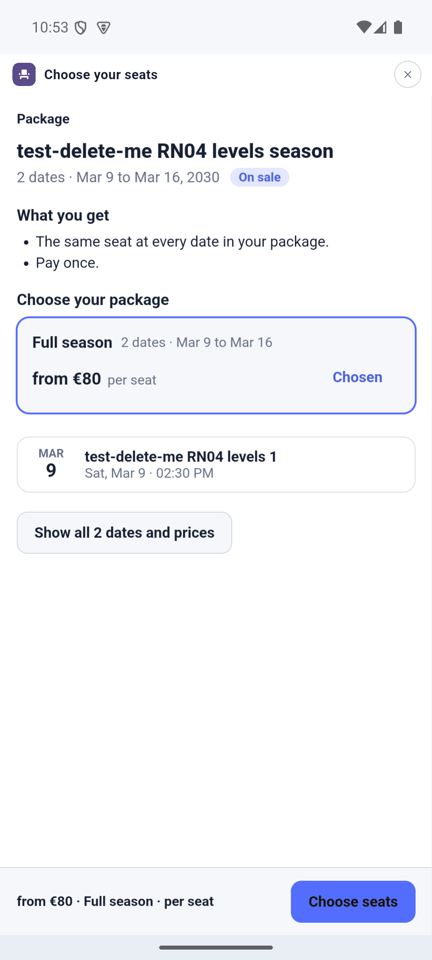 10:53
Choose your seats
Package
test-delete-me RN04 levels season
2 dates · Mar 9 to Mar 16, 2030 On sale
What you get
• The same seat at every date in your package.
• Pay once.
Choose your package
Full season 2 dates · Mar 9 to Mar 16
from €80 per seat Chosen
MAR
9
test-delete-me RN04 levels 1
Sat, Mar 9 · 02:30 PM
Show all 2 dates and prices
from €80 · Full season · per seat
Choose seats